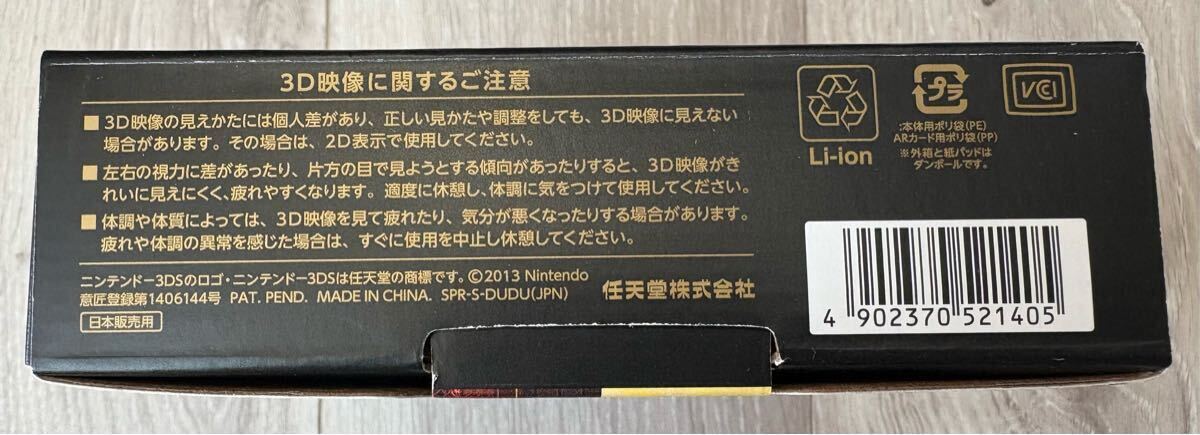 3D映像に関するご注意
■ 3D映像の見えかたには個人差があり、正しい見かたや調整をしても、3D映像に見えない
場合があります。その場合は、2D表示で使用してください。
■ 左右の視力に差があったり、片方の目で見ようとする傾向があったりすると、3D映像がき
れいに見えにくく、疲れやすくなります。適度に休憩し、体調に気をつけて使用してください。
■ 体調や体質によっては、3D映像を見て疲れたり、気分が悪くなったりする場合があります。
疲れや体調の異常を感じた場合は、すぐに使用を中止し休憩してください。
ニンテンドー3DSのロゴ・ニンテンドー3DSは任天堂の商標です。©2013 Nintendo
意匠登録第1406144号 PAT. PEND. MADE IN CHINA. SPR-S-DUDU(JPN)
任天堂株式会社
日本販売用
Li-ion
プラ
:本体用ポリ袋(PE)
ARカード用ポリ袋(PP)
※外箱と紙パッドは
ダンボールです。
VCI
4 902370 521405